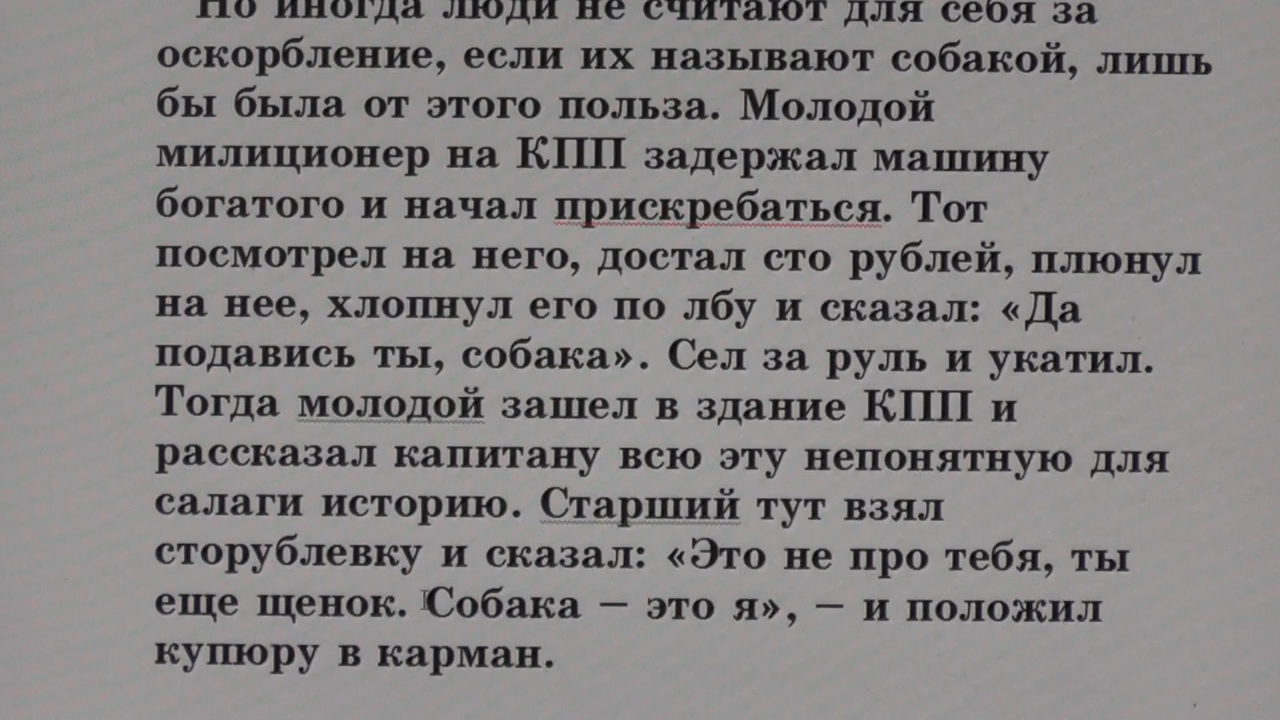 Но иногда люди не считают для себя за
оскорбление, если их называют собакой, лишь
бы была от этого польза. Молодой
милиционер на КПП задержал машину
богатого и начал прискребаться. Тот
посмотрел на него, достал сто рублей, плюнул
на нее, хлопнул его по лбу и сказал: «Да
подавись ты, собака». Сел за руль и укатил.
Тогда молодой зашел в здание КПП и
рассказал капитану всю эту непонятную для
салаги историю. Старший тут взял
сторублевку и сказал: «Это не про тебя, ты
еще щенок. Собака – это я», – и положил
купюру в карман.